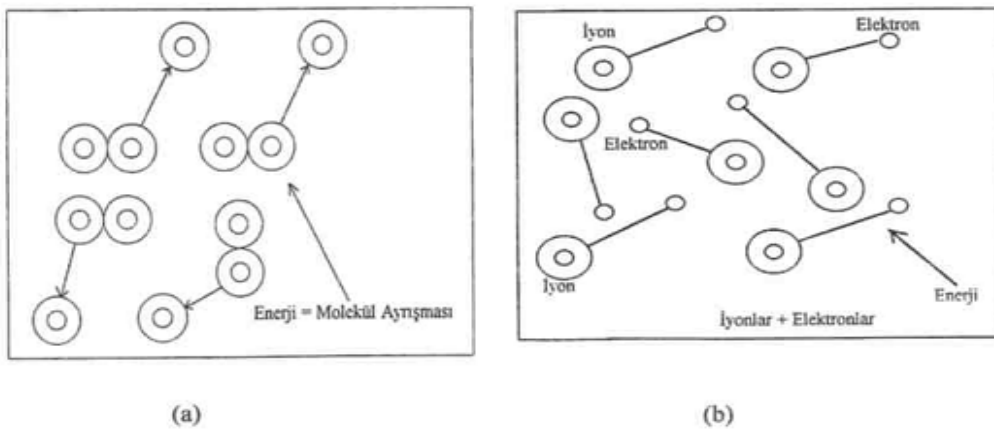 Enerji = Molekül Ayrışması
(a)
İyon
Elektron
Elektron
İyon
Enerji
İyonlar + Elektronlar
(b)